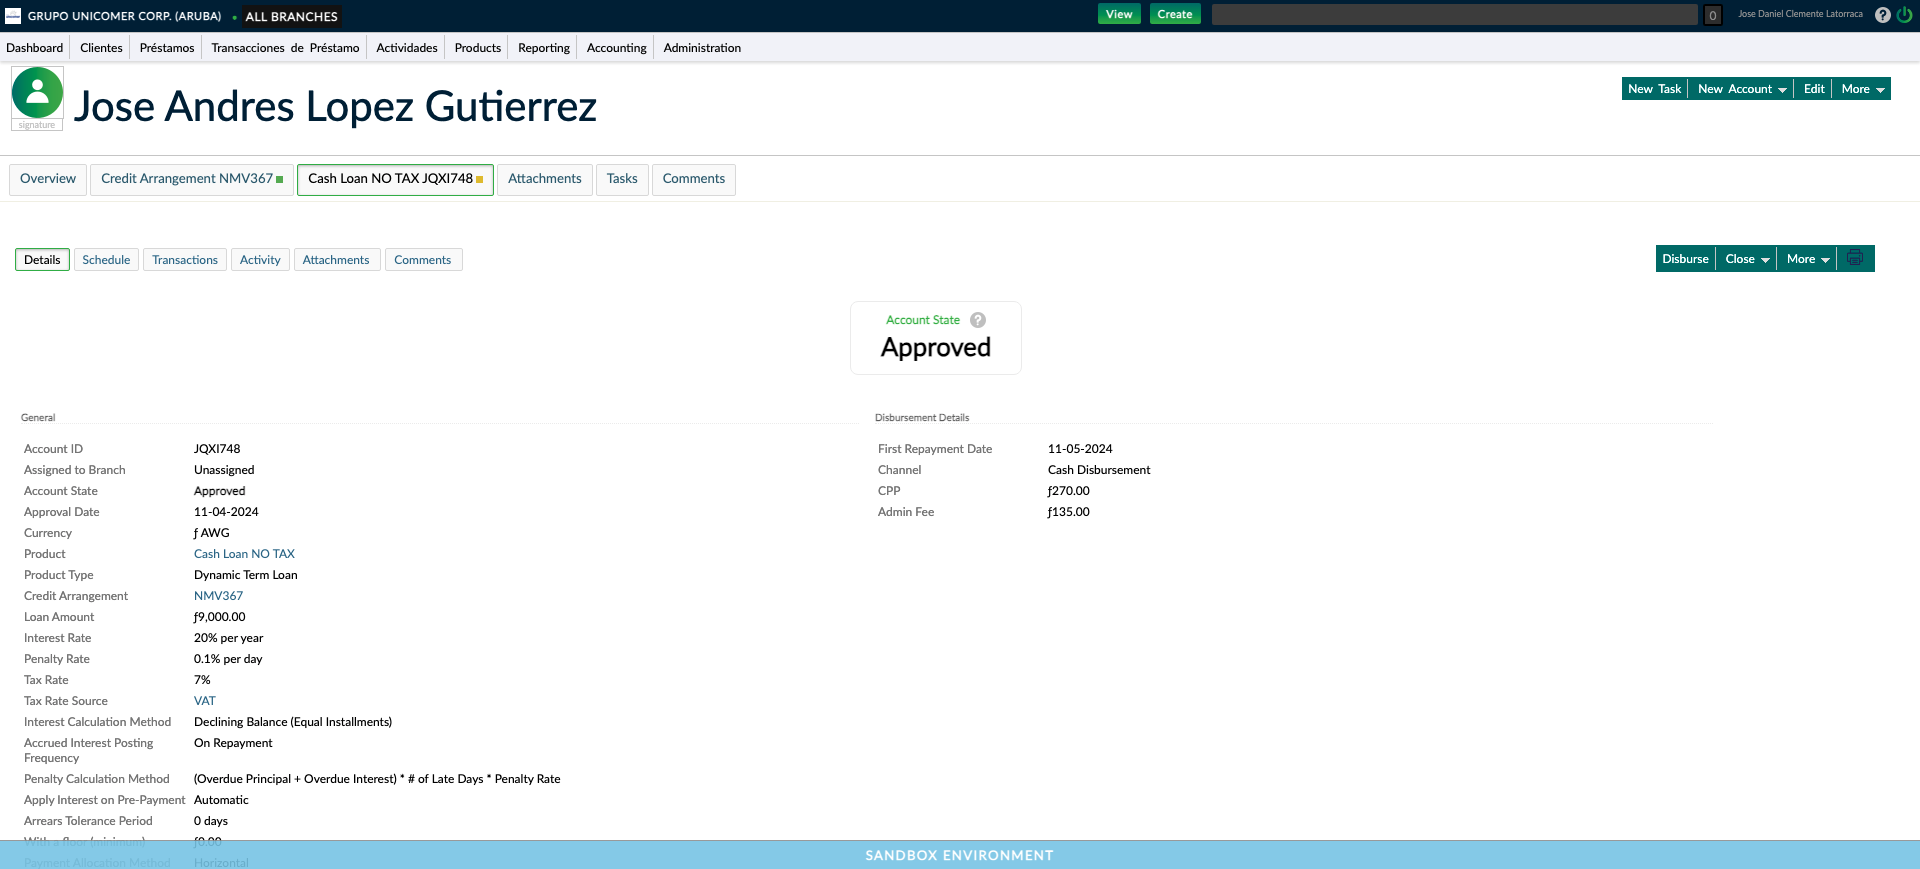 GRUPO UNICOMER CORP. (ARUBA) • ALL BRANCHES View Create 0 Jose Daniel Clemente Latorraca ?
Dashboard Clientes Préstamos Transacciones de Préstamo Actividades Products Reporting Accounting Administration
signature
Jose Andres Lopez Gutierrez
New Task New Account Edit More
Overview Credit Arrangement NMV367 Cash Loan NO TAX JQXI748 Attachments Tasks Comments
Details Schedule Transactions Activity Attachments Comments
Disburse Close More
Account State ?
Approved
General
Account ID JQXI748
Assigned to Branch Unassigned
Account State Approved
Approval Date 11-04-2024
Currency ƒ AWG
Product Cash Loan NO TAX
Product Type Dynamic Term Loan
Credit Arrangement NMV367
Loan Amount ƒ9,000.00
Interest Rate 20% per year
Penalty Rate 0.1% per day
Tax Rate 7%
Tax Rate Source VAT
Interest Calculation Method Declining Balance (Equal Installments)
Accrued Interest Posting Frequency On Repayment
Penalty Calculation Method (Overdue Principal + Overdue Interest) * # of Late Days * Penalty Rate
Apply Interest on Pre-Payment Automatic
Arrears Tolerance Period 0 days
With a floor (minimum) ƒ0.00
Payment Allocation Method Horizontal
Disbursement Details
First Repayment Date 11-05-2024
Channel Cash Disbursement
CPP ƒ270.00
Admin Fee ƒ135.00
SANDBOX ENVIRONMENT